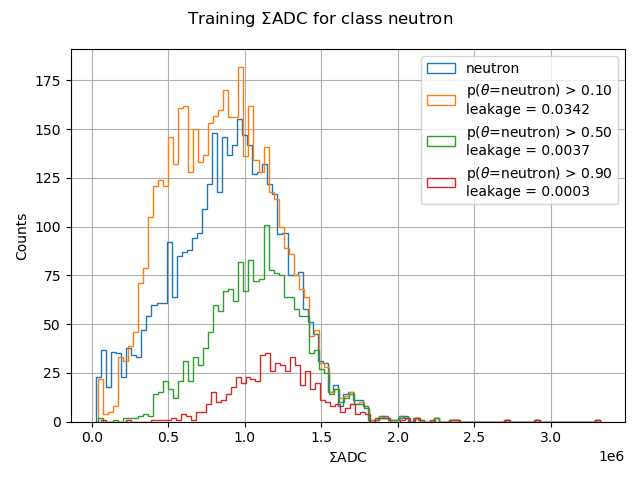 Training ΣADC for class neutron
neutron
p(θ=neutron) > 0.10
leakage = 0.0342
p(θ=neutron) > 0.50
leakage = 0.0037
p(θ=neutron) > 0.90
leakage = 0.0003
175
150
125
100
75
50
25
0
Counts
0.0 0.5 1.0 1.5 2.0 2.5 3.0
1e6
ΣADC